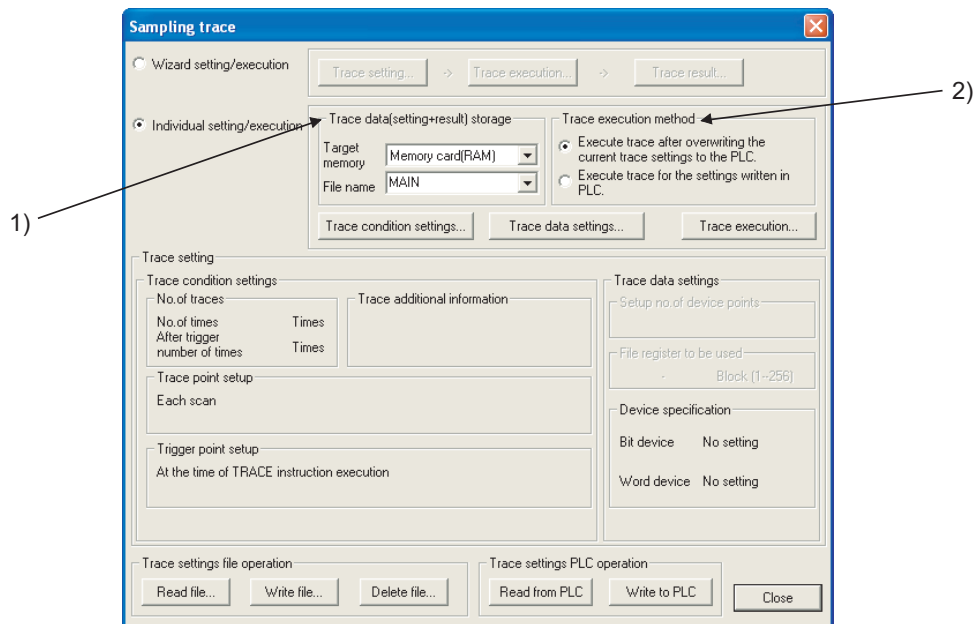 Sampling trace
Wizard setting/execution
Trace setting... -> Trace execution... -> Trace result...
2)
Individual setting/execution
Trace data(setting+result) storage
Target
memory
Memory card(RAM)
File name
MAIN
Trace execution method
Execute trace after overwriting the
current trace settings to the PLC.
Execute trace for the settings written in
PLC.
1)
Trace condition settings... Trace data settings... Trace execution...
Trace setting
Trace condition settings
No.of traces
No.of times Times
After trigger
number of times Times
Trace additional information
Trace point setup
Each scan
Trigger point setup
At the time of TRACE instruction execution
Trace data settings
Setup no.of device points
File register to be used
- Block (1--256)
Device specification
Bit device No setting
Word device No setting
Trace settings file operation
Read file... Write file... Delete file...
Trace settings PLC operation
Read from PLC Write to PLC
Close